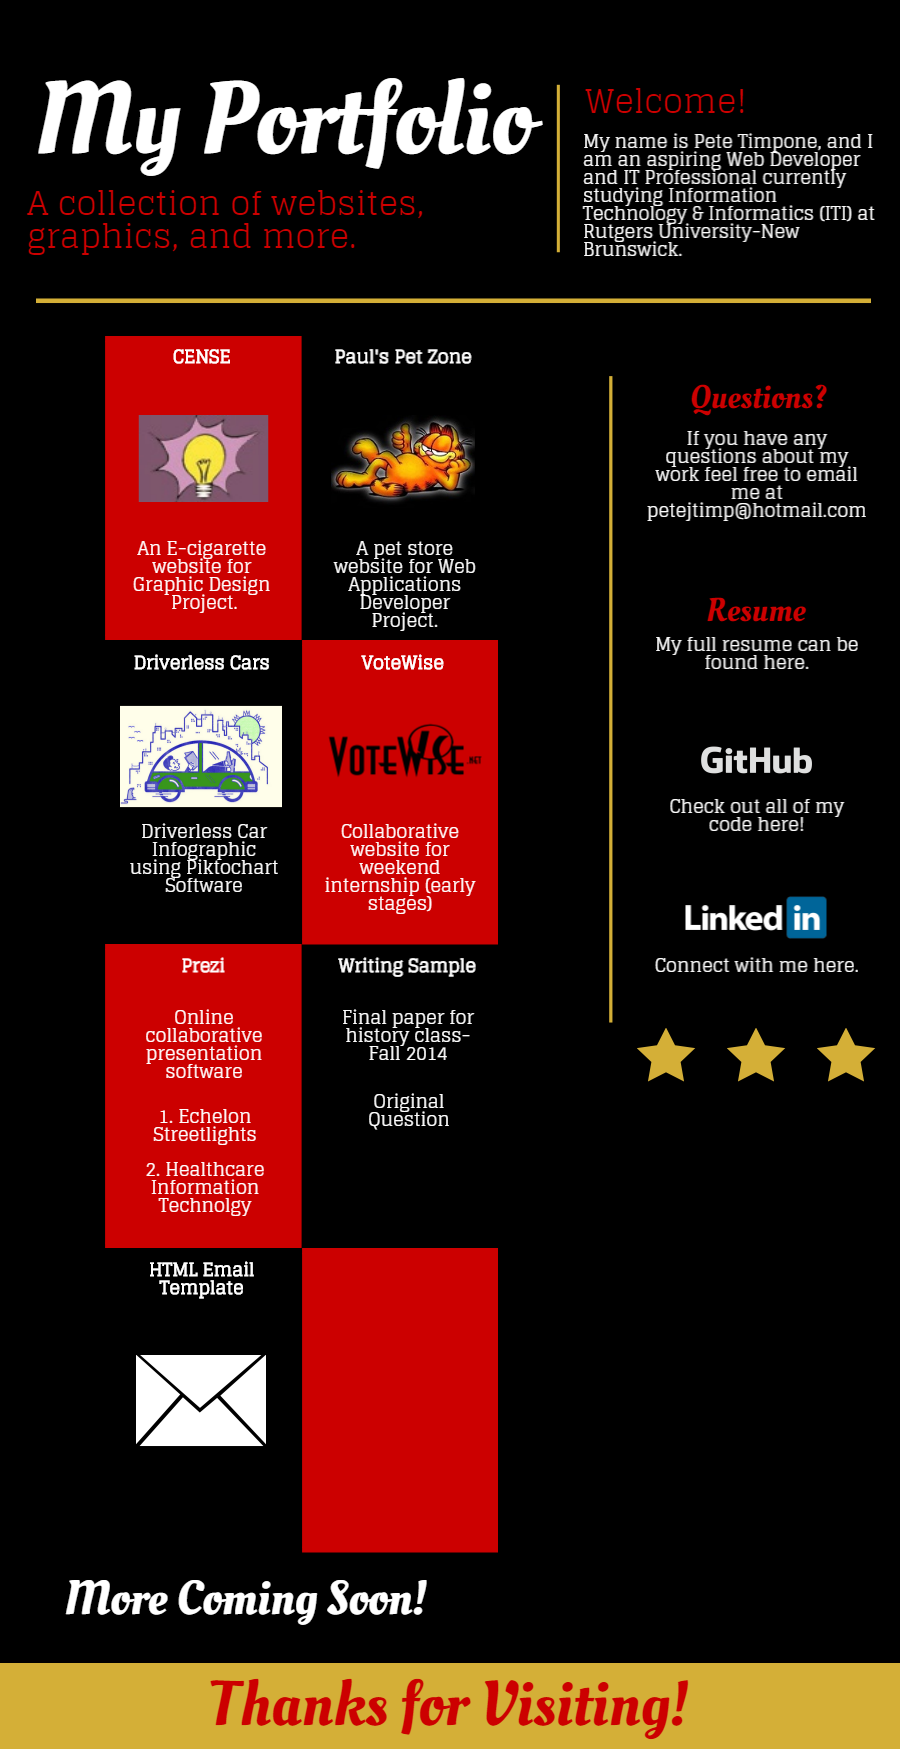 My Portfolio
A collection of websites,
graphics, and more.
Welcome!
My name is Pete Timpone, and I
am an aspiring Web Developer
and IT Professional currently
studying Information
Technology & Informatics (ITI) at
Rutgers University-New
Brunswick.
CENSE
An E-cigarette
website for
Graphic Design
Project.
Paul's Pet Zone
A pet store
website for Web
Applications
Developer
Project.
Driverless Cars
Driverless Car
Infographic
using Piktochart
Software
VoteWise
VOTEWISE.NET
Collaborative
website for
weekend
internship (early
stages)
Prezi
Online
collaborative
presentation
software
1. Echelon
Streetlights
2. Healthcare
Information
Technolgy
Writing Sample
Final paper for
history class-
Fall 2014
Original
Question
HTML Email
Template
Questions?
If you have any
questions about my
work feel free to email
me at
petejtimp@hotmail.com
Resume
My full resume can be
found here.
GitHub
Check out all of my
code here!
Linked in
Connect with me here.
More Coming Soon!
Thanks for Visiting!